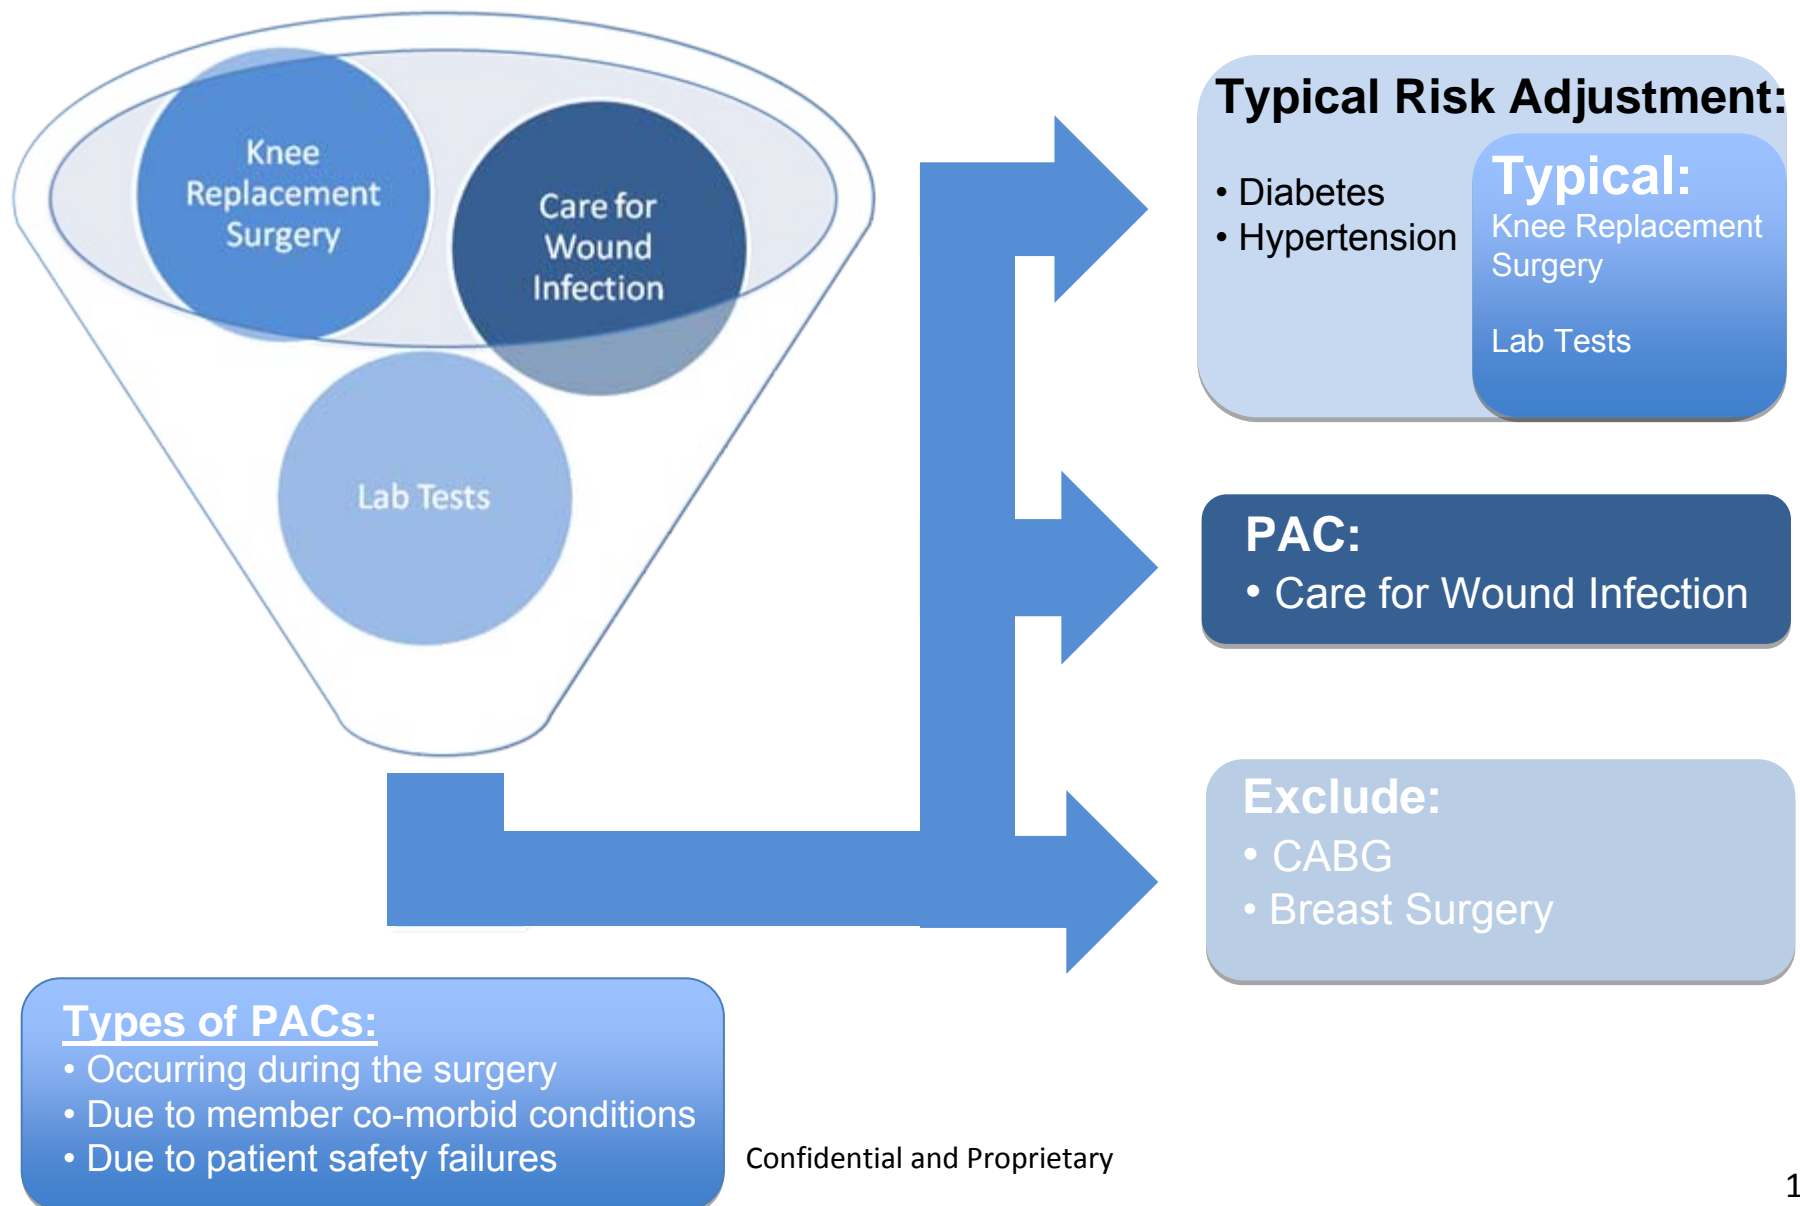 Knee
Replacement
Surgery
Care for
Wound
Infection
Lab Tests
Typical Risk Adjustment:
• Diabetes
• Hypertension
Typical:
Knee Replacement
Surgery
Lab Tests
PAC:
• Care for Wound Infection
Exclude:
• CABG
• Breast Surgery
Types of PACs:
• Occurring during the surgery
• Due to member co-morbid conditions
• Due to patient safety failures
Confidential and Proprietary
1